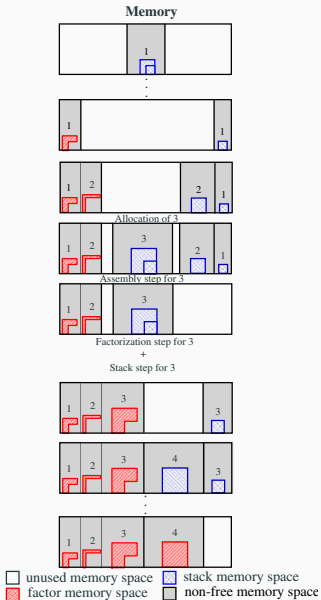 Memory
1
.
.
.
1 1
1 2 2 1
Allocation of 3
1 2 3 2 1
Assembly step for 3
1 2 3
Factorization step for 3
+
Stack step for 3
1 2 3 3
1 2 3 4 3
.
.
.
1 2 3 4
unused memory space stack memory space
factor memory space non-free memory space